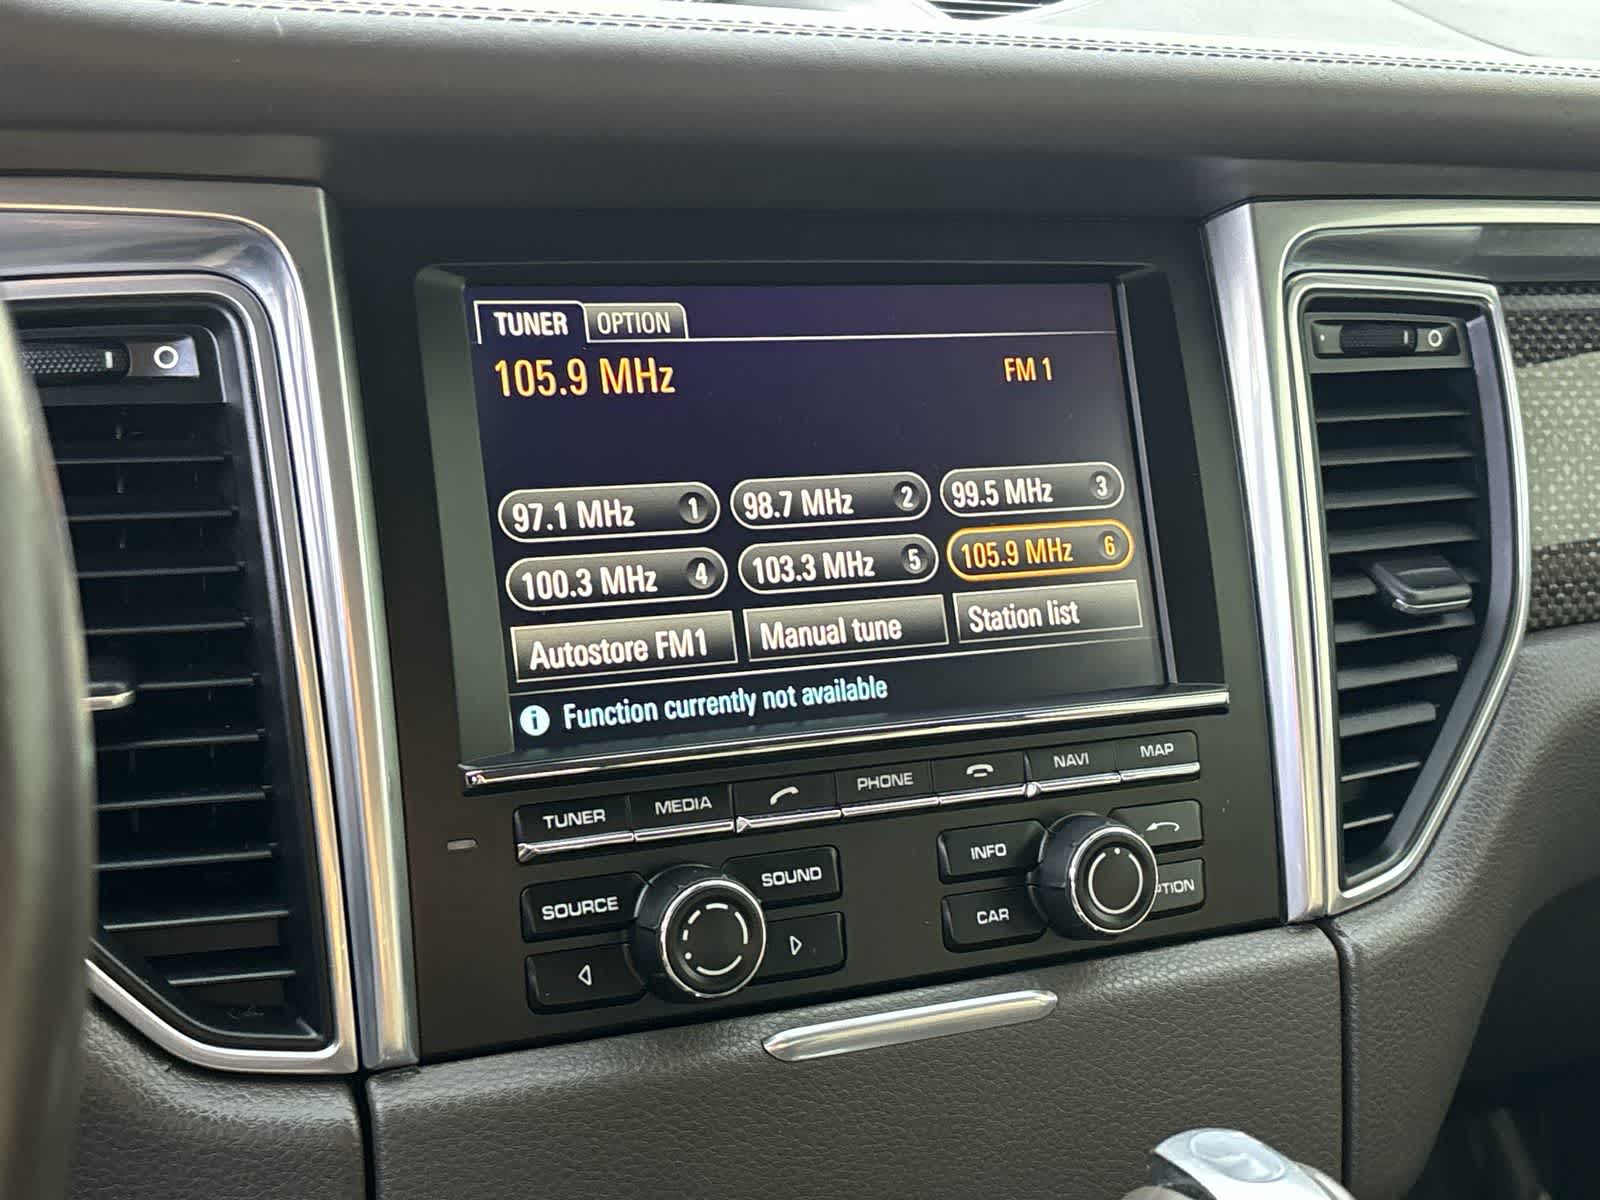 TUNER OPTION
105.9 MHz FM 1
97.1 MHz 1 98.7 MHz 2 99.5 MHz 3
100.3 MHz 4 103.3 MHz 5 105.9 MHz 6
Autostore FM1 Manual tune Station list
i Function currently not available
TUNER MEDIA PHONE NAVI MAP
SOURCE SOUND INFO
CAR